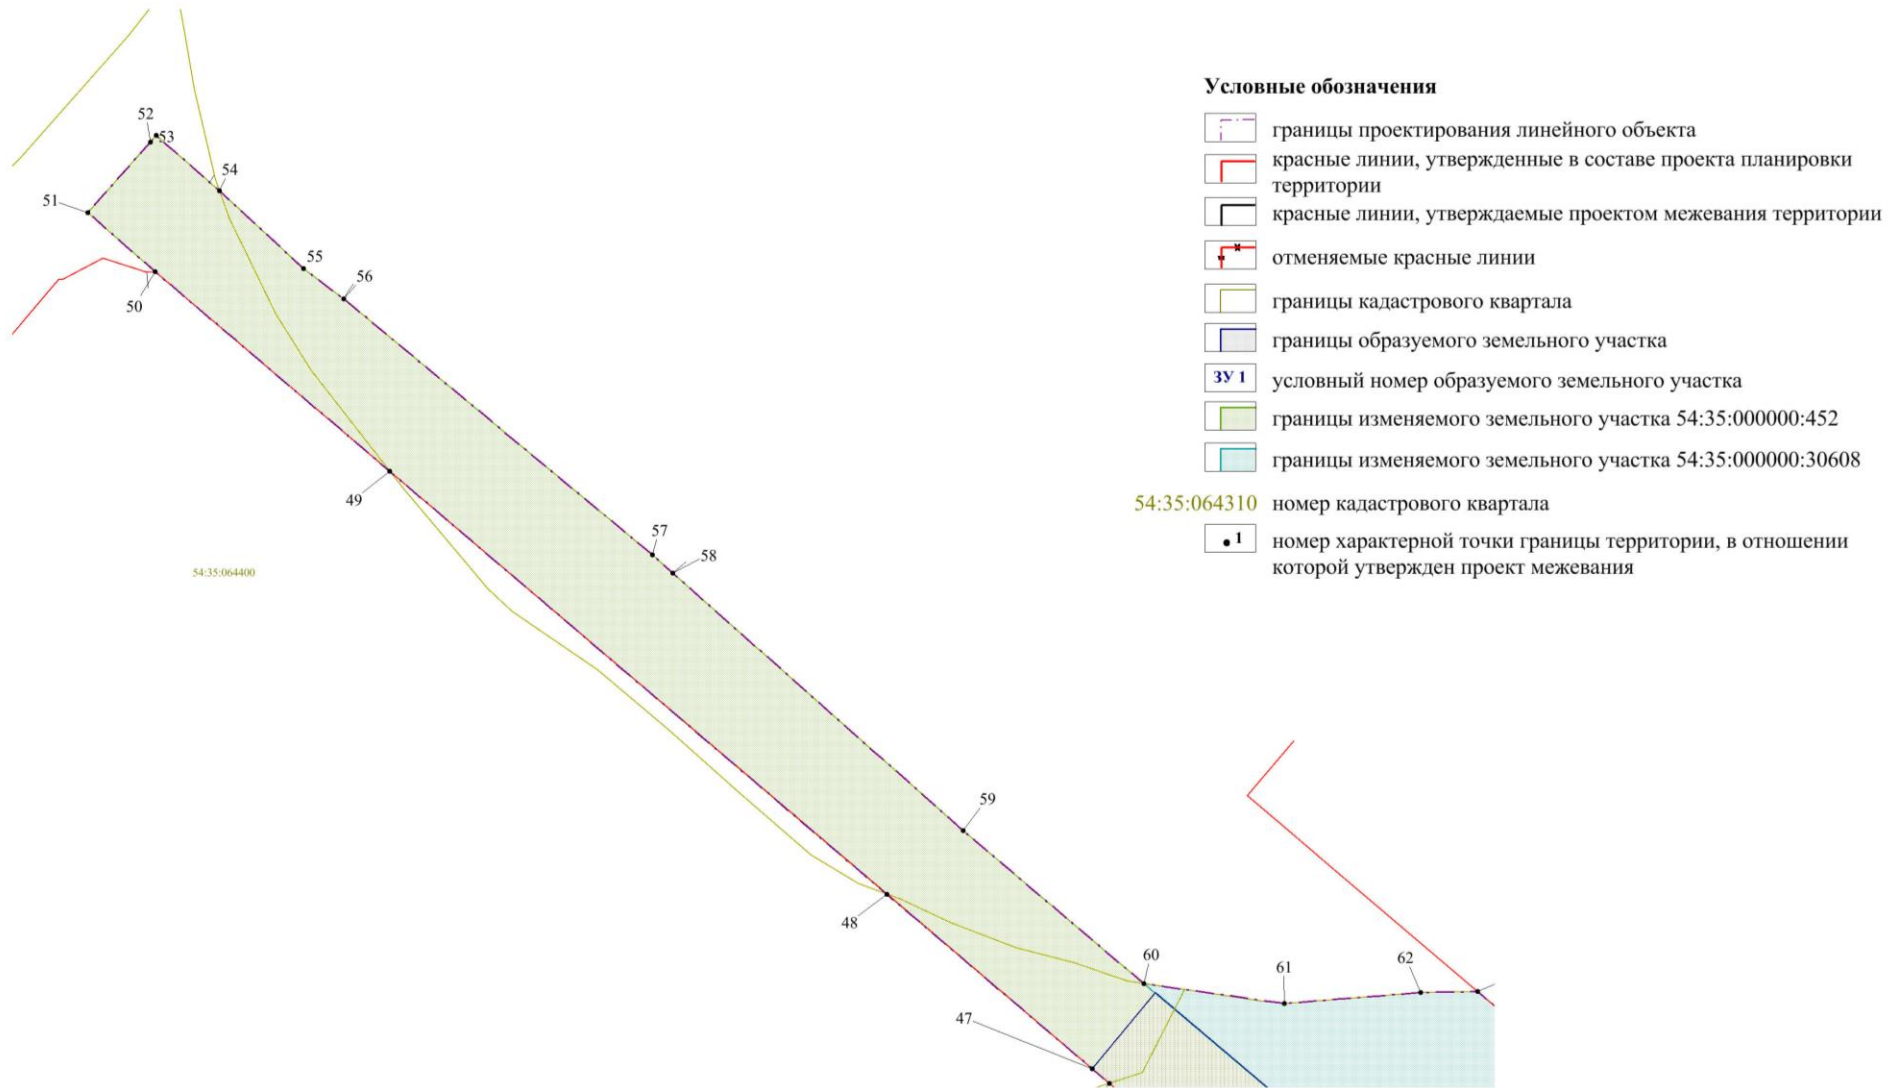 Условные обозначения
границы проектирования линейного объекта
красные линии, утвержденные в составе проекта планировки
территории
красные линии, утверждаемые проектом межевания территории
отменяемые красные линии
границы кадастрового квартала
границы образуемого земельного участка
ЗУ 1 условный номер образуемого земельного участка
границы изменяемого земельного участка 54:35:000000:452
границы изменяемого земельного участка 54:35:000000:30608
54:35:064310 номер кадастрового квартала
1 номер характерной точки границы территории, в отношении
которой утвержден проект межевания
52
53
54
51
55
56
50
49
57
58
54:35:064400
59
48
60
61
62
47